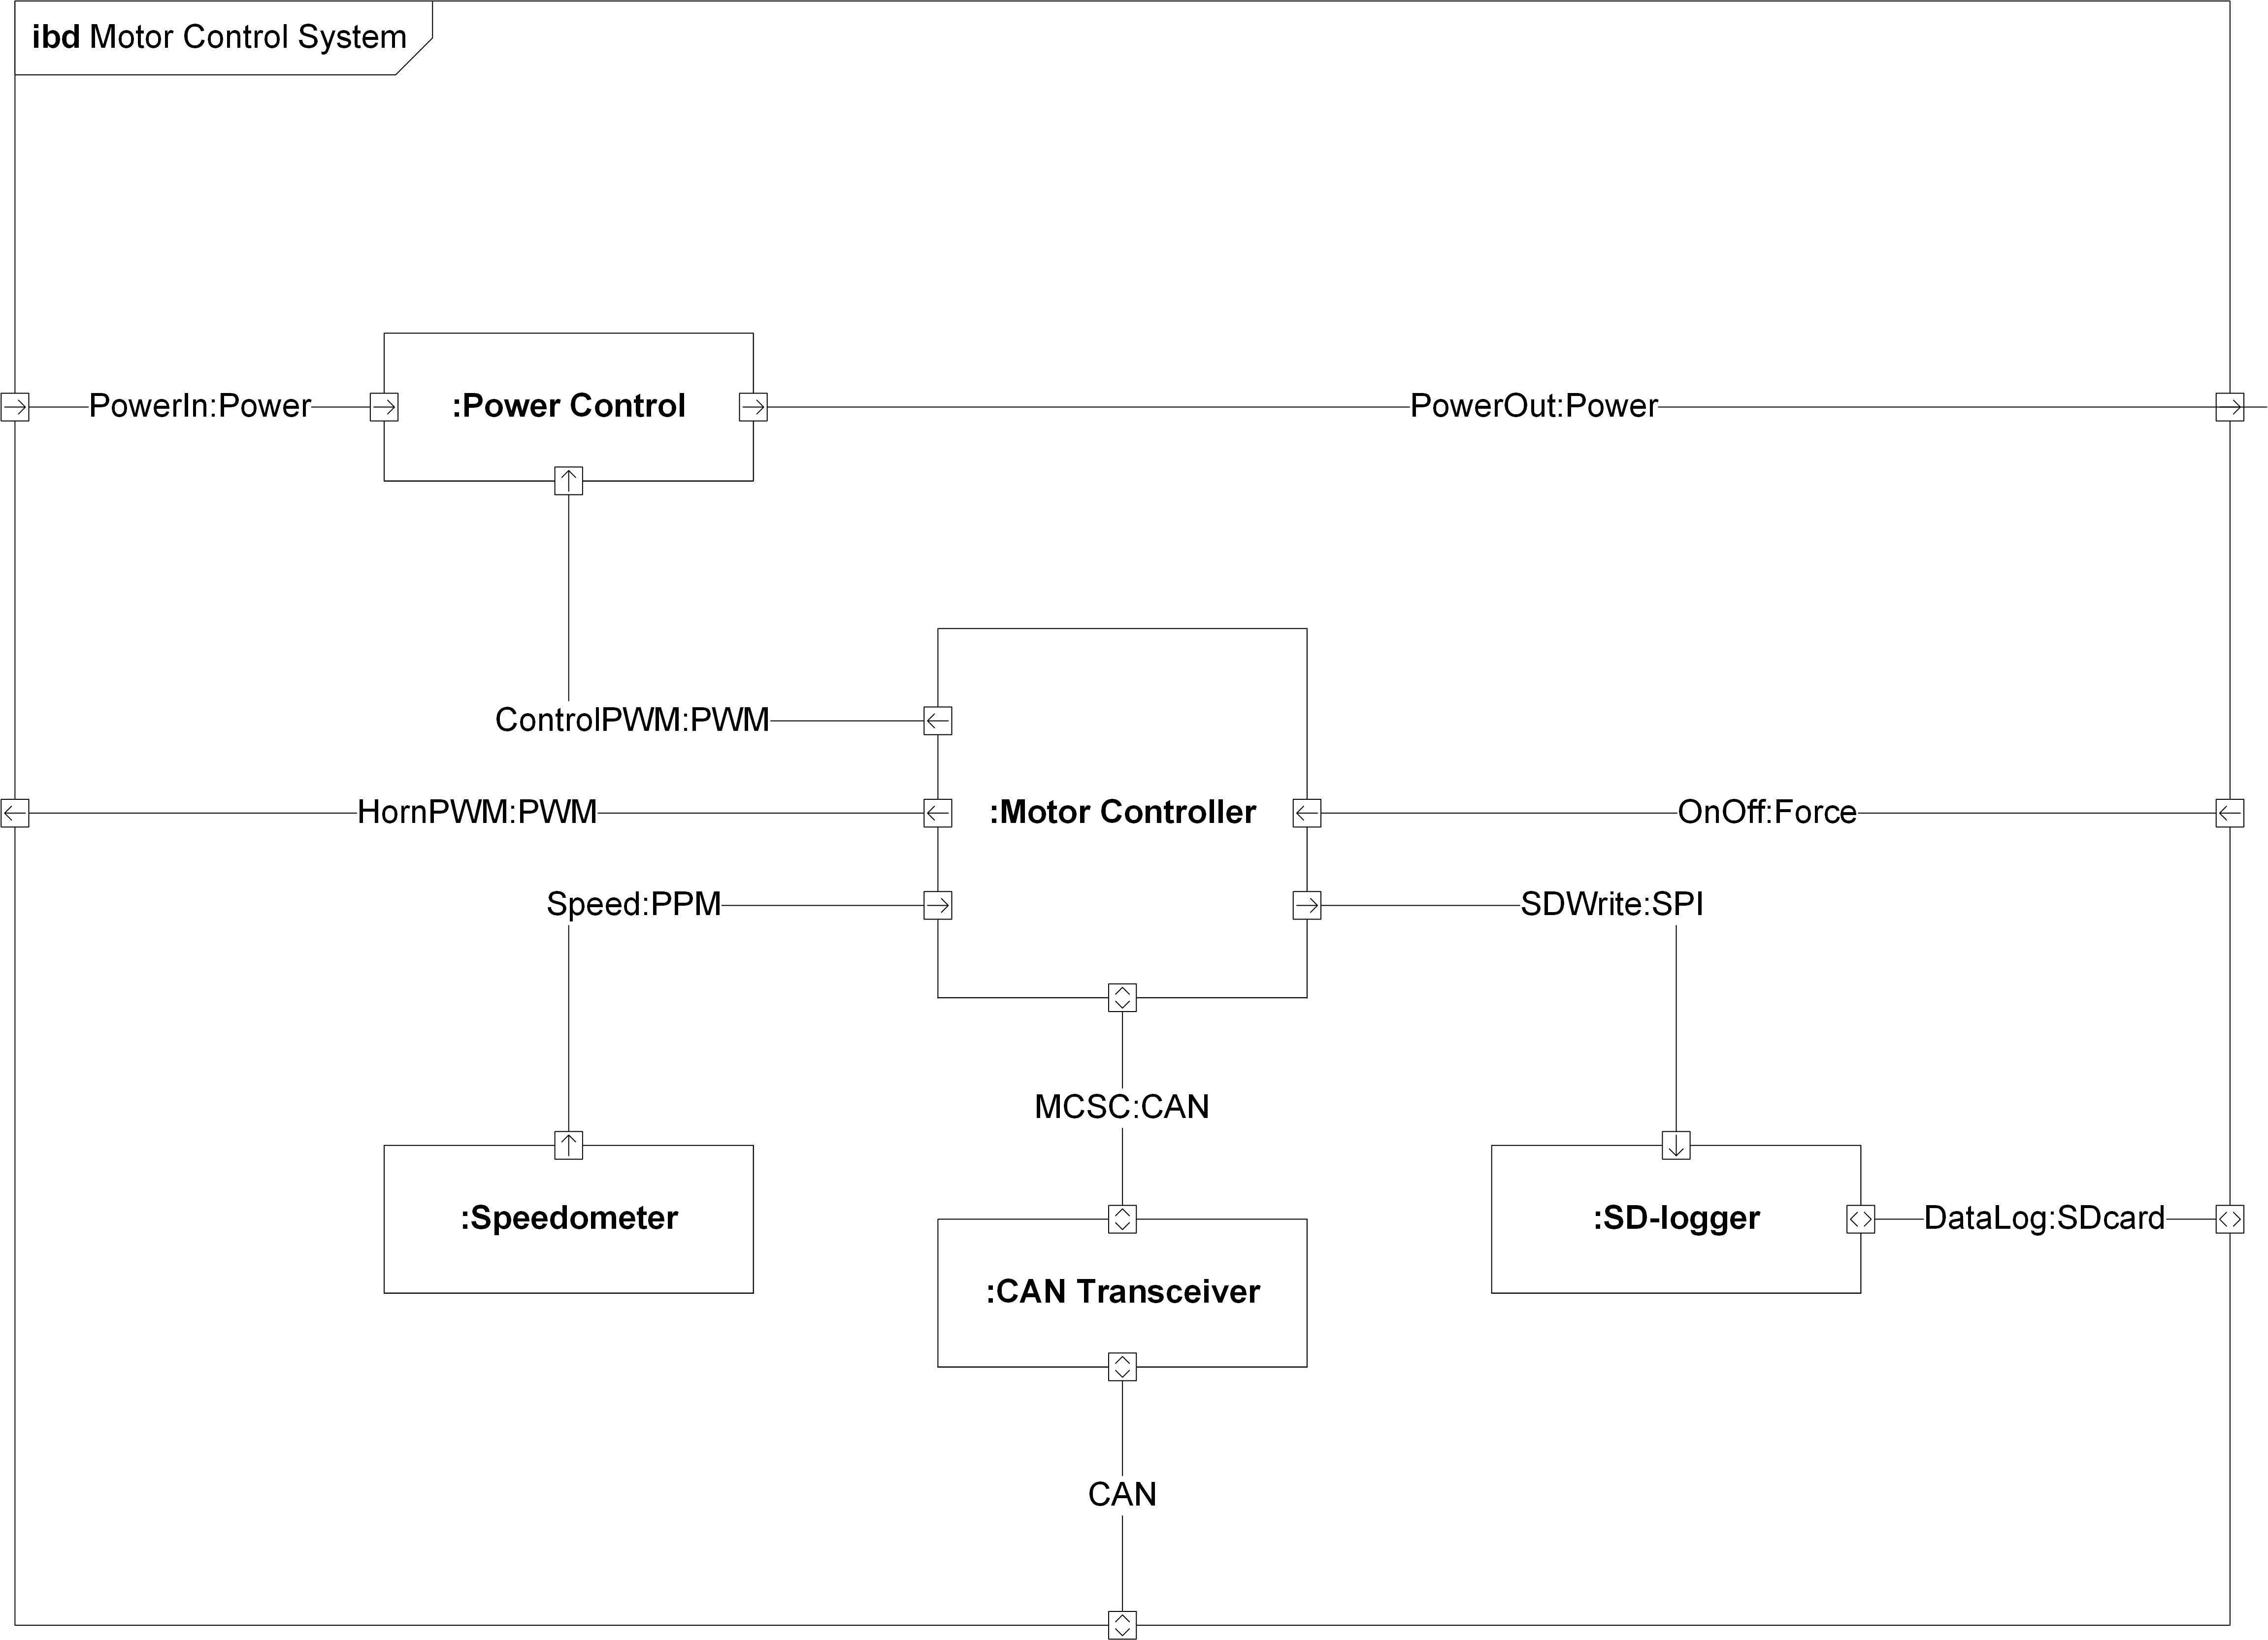 ibd Motor Control System
PowerIn:Power
:Power Control
PowerOut:Power
ControlPWM:PWM
HornPWM:PWM
:Motor Controller
OnOff:Force
Speed:PPM
SDWrite:SPI
MCSC:CAN
:Speedometer
:SD-logger
DataLog:SDcard
:CAN Transceiver
CAN